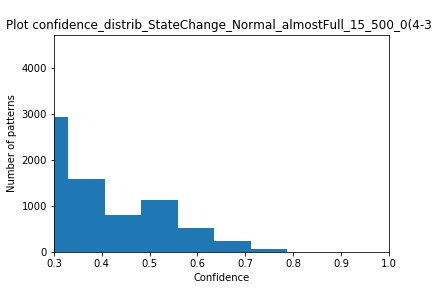 Plot confidence_distrib_StateChange_Normal_almostFull_15_500_0(4-3
4000
3000
2000
1000
0
Number of patterns
0.3 0.4 0.5 0.6 0.7 0.8 0.9 1.0
Confidence